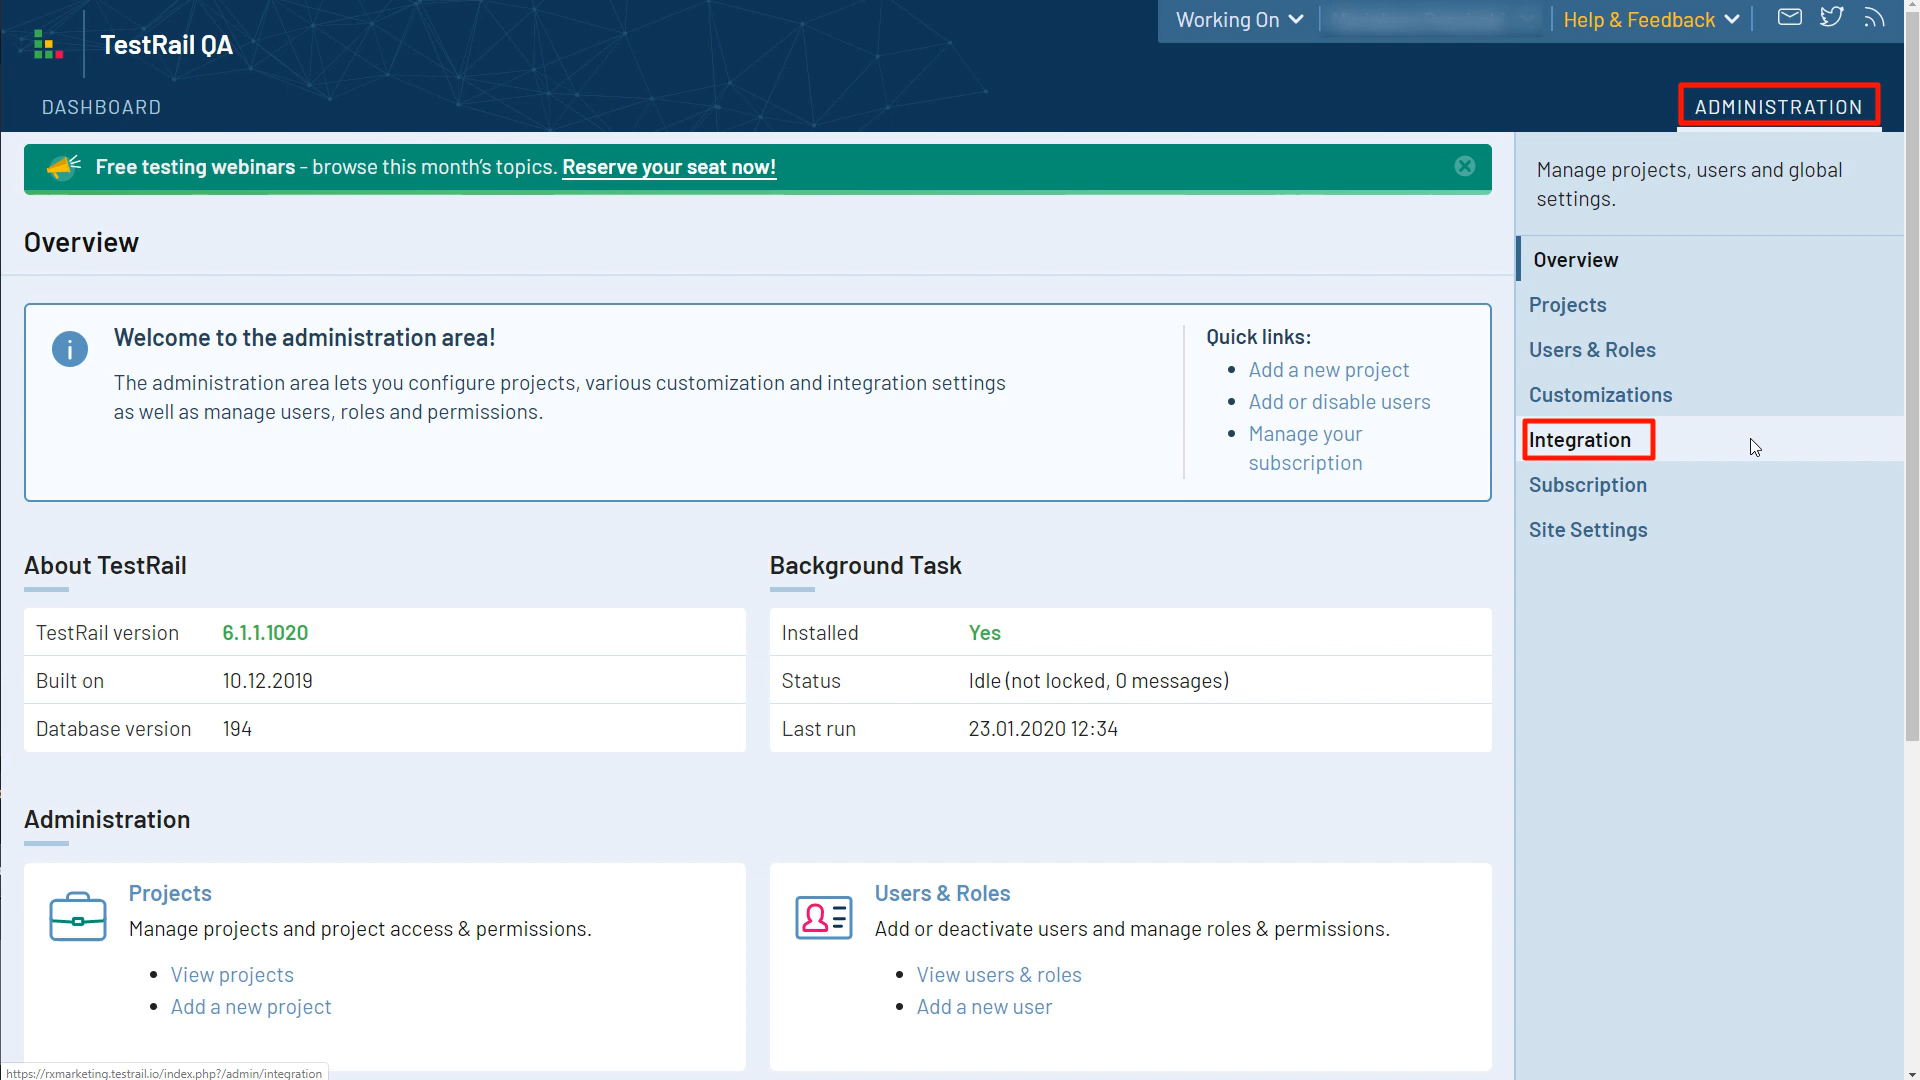 TestRail QA
Working On
Help & Feedback
DASHBOARD
ADMINISTRATION
Free testing webinars - browse this month's topics. Reserve your seat now!
Manage projects, users and global
settings.
Overview
Overview
Projects
Users & Roles
Customizations
Integration
Subscription
Site Settings
Welcome to the administration area!
The administration area lets you configure projects, various customization and integration settings
as well as manage users, roles and permissions.
Quick links:
Add a new project
Add or disable users
Manage your
subscription
About TestRail
TestRail version 6.1.1.1020
Built on 10.12.2019
Database version 194
Background Task
Installed Yes
Status Idle (not locked, 0 messages)
Last run 23.01.2020 12:34
Administration
Projects
Manage projects and project access & permissions.
View projects
Add a new project
Users & Roles
Add or deactivate users and manage roles & permissions.
View users & roles
Add a new user
https://rxmarketing.testrail.io/index.php?/admin/integration